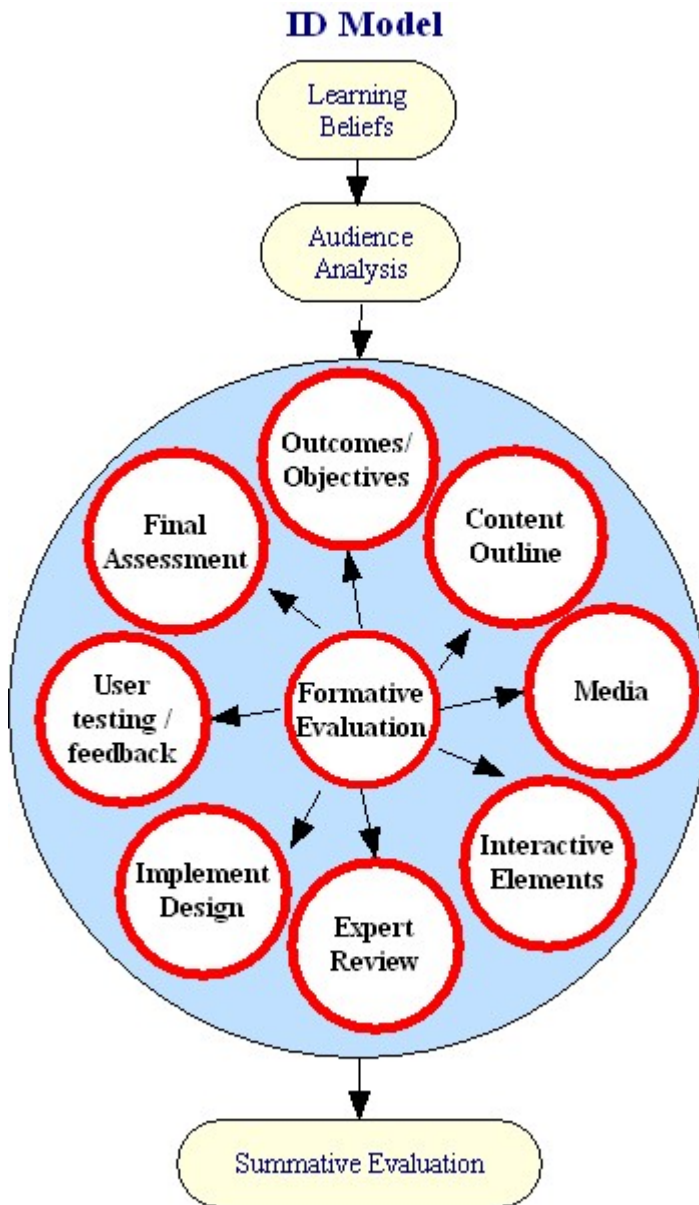 ID Model
Learning
Beliefs
Audience
Analysis
Outcomes/
Objectives
Content
Outline
Media
Interactive
Elements
Expert
Review
Implement
Design
User
testing /
feedback
Final
Assessment
Formative
Evaluation
Summative Evaluation